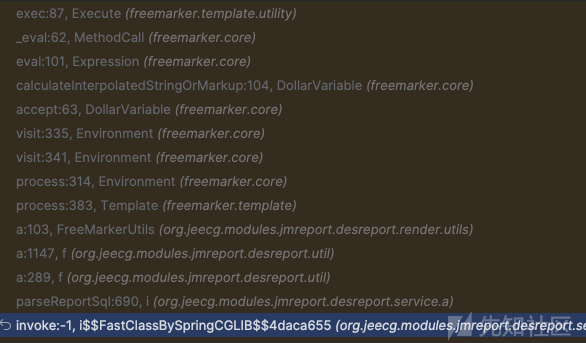 exec:87, Execute (freemarker.template.utility)
_eval:62, MethodCall (freemarker.core)
eval:101, Expression (freemarker.core)
calculateInterpolatedStringOrMarkup:104, DollarVariable (freemarker.core)
accept:63, DollarVariable (freemarker.core)
visit:335, Environment (freemarker.core)
visit:341, Environment (freemarker.core)
process:314, Environment (freemarker.core)
process:383, Template (freemarker.template)
a:103, FreeMarkerUtils (org.jeecg.modules.jmreport.desreport.render.utils)
a:1147, f (org.jeecg.modules.jmreport.desreport.util)
a:289, f (org.jeecg.modules.jmreport.desreport.util)
parseReportSql:690, i (org.jeecg.modules.jmreport.desreport.service.a)
invoke:-1, i$$FastClassBySpringCGLIB$$4daca655 (org.jeecg.modules.jmreport.desreport.se
先知社区